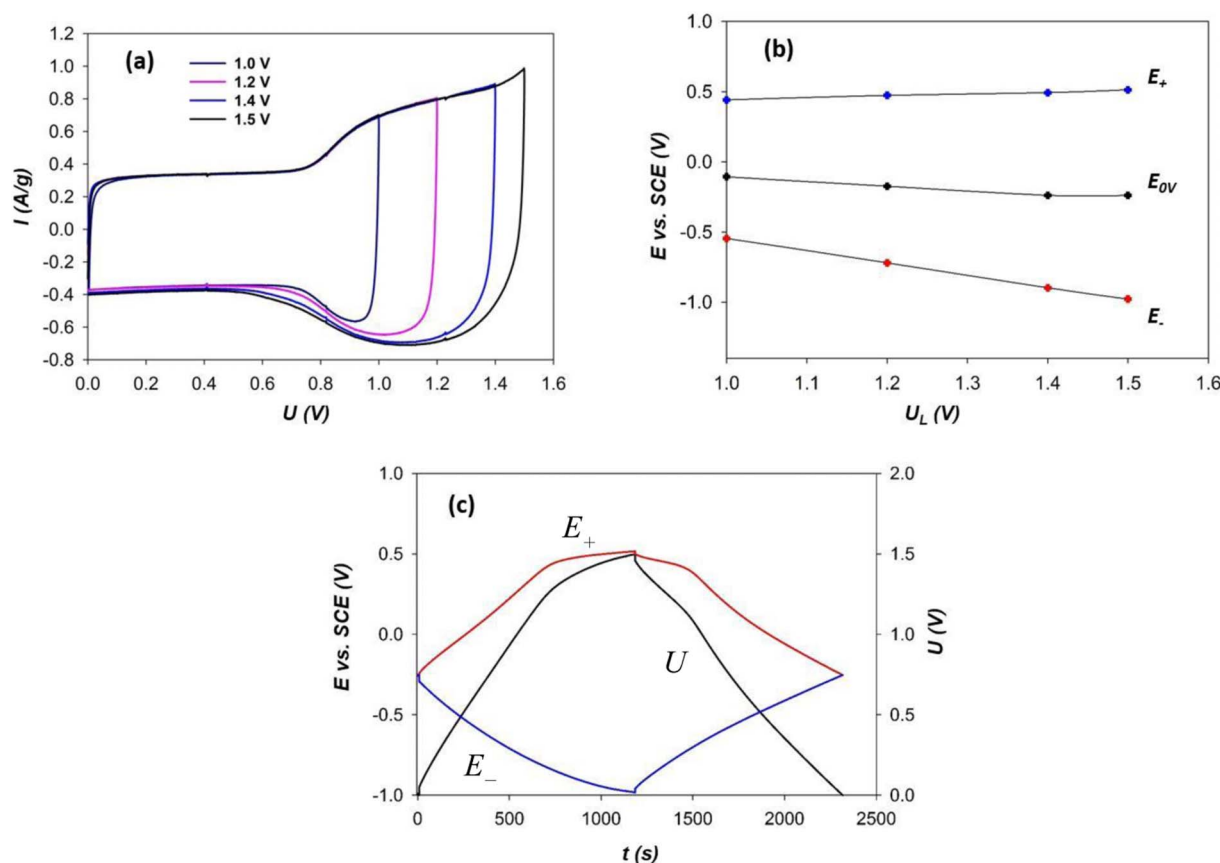 (a)
1.0 V
1.2 V
1.4 V
1.5 V
I (A/g)
1.2
1.0
0.8
0.6
0.4
0.2
0.0
-0.2
-0.4
-0.6
-0.8
0.0 0.2 0.4 0.6 0.8 1.0 1.2 1.4 1.6
U (V)
(b)
E vs. SCE (V)
1.0
0.5
0.0
-0.5
-1.0
E+
E0V
E-
1.0 1.1 1.2 1.3 1.4 1.5 1.6
UL (V)
(c)
E vs. SCE (V)
1.0
0.5
0.0
-0.5
-1.0
E+
U
E−
2.0
1.5
1.0
0.5
0.0
U (V)
0 500 1000 1500 2000 2500
t (s)